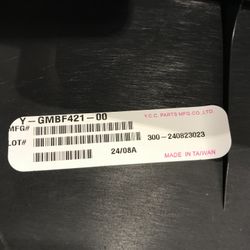 Y-GMBF421-00
Y.C.C. PARTS MFG.CO.,LTD.
MFG#
LOT#
300-240823023
24/08A
MADE IN TAIWAN